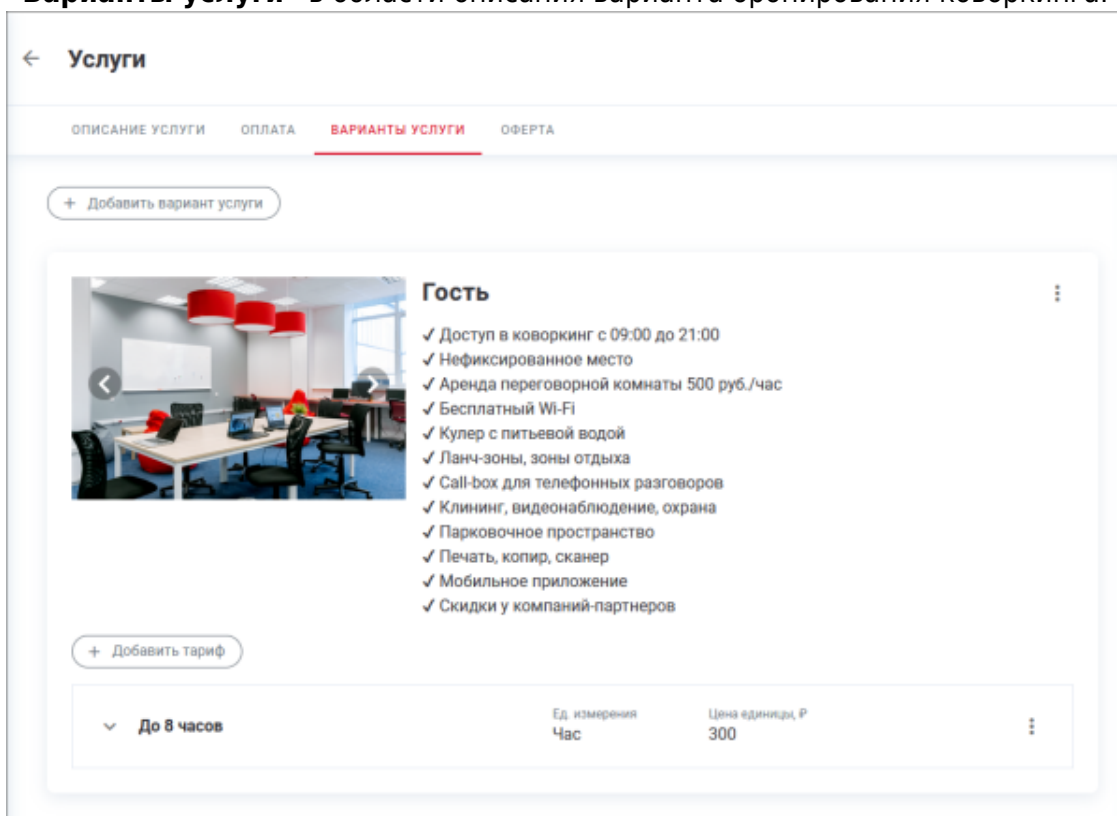 "Варианты услуги" в области описания варианта бронирования коворкинга.
Услуги
ОПИСАНИЕ УСЛУГИ ОПЛАТА ВАРИАНТЫ УСЛУГИ ОФЕРТА
+ Добавить вариант услуги
Гость
✓ Доступ в коворкинг с 09:00 до 21:00
✓ Нефиксированное место
✓ Аренда переговорной комнаты 500 руб./час
✓ Бесплатный Wi-Fi
✓ Кулер с питьевой водой
✓ Ланч-зоны, зоны отдыха
✓ Call-box для телефонных разговоров
✓ Клининг, видеонаблюдение, охрана
✓ Парковочное пространство
✓ Печать, копир, сканер
✓ Мобильное приложение
✓ Скидки у компаний-партнеров
+ Добавить тариф
До 8 часов
Ед. измерения Цена единицы, ₽
Час 300